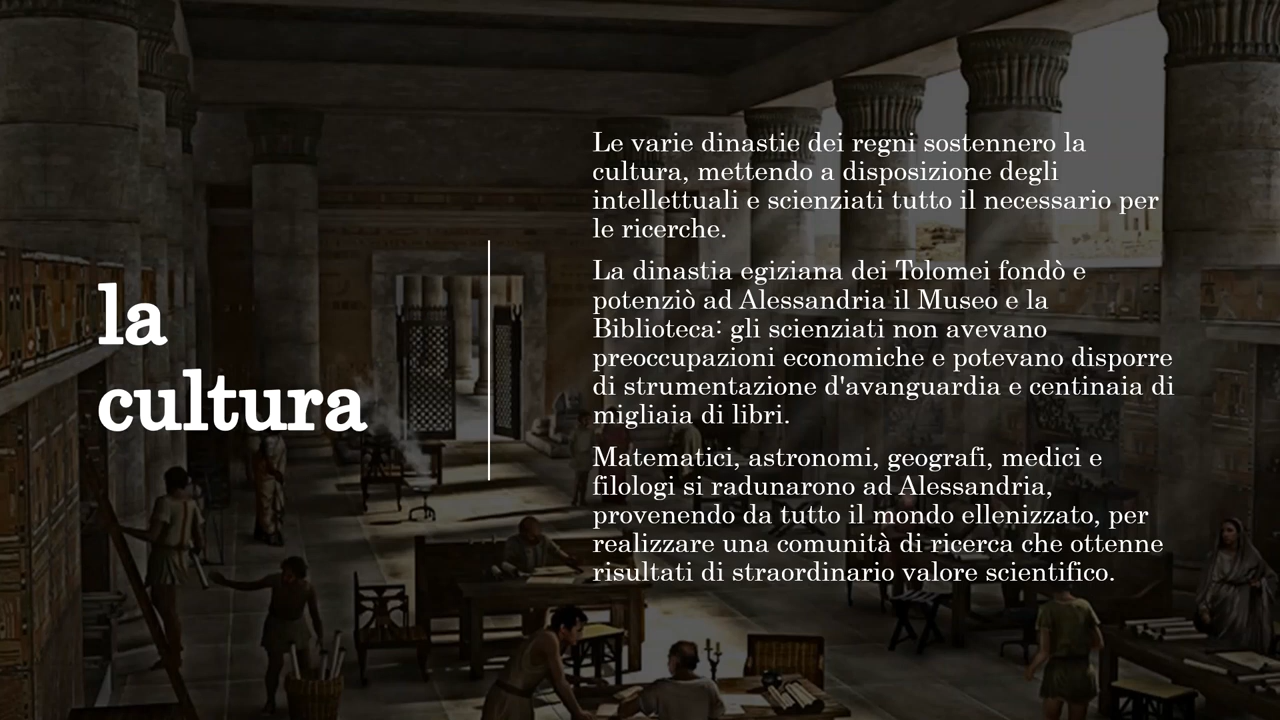 la
cultura
Le varie dinastie dei regni sostennero la
cultura, mettendo a disposizione degli
intellettuali e scienziati tutto il necessario per
le ricerche.
La dinastia egiziana dei Tolomei fondò e
potenziò ad Alessandria il Museo e la
Biblioteca: gli scienziati non avevano
preoccupazioni economiche e potevano disporre
di strumentazione d'avanguardia e centinaia di
migliaia di libri.
Matematici, astronomi, geografi, medici e
filologi si radunarono ad Alessandria,
provenendo da tutto il mondo ellenizzato, per
realizzare una comunità di ricerca che ottenne
risultati di straordinario valore scientifico.